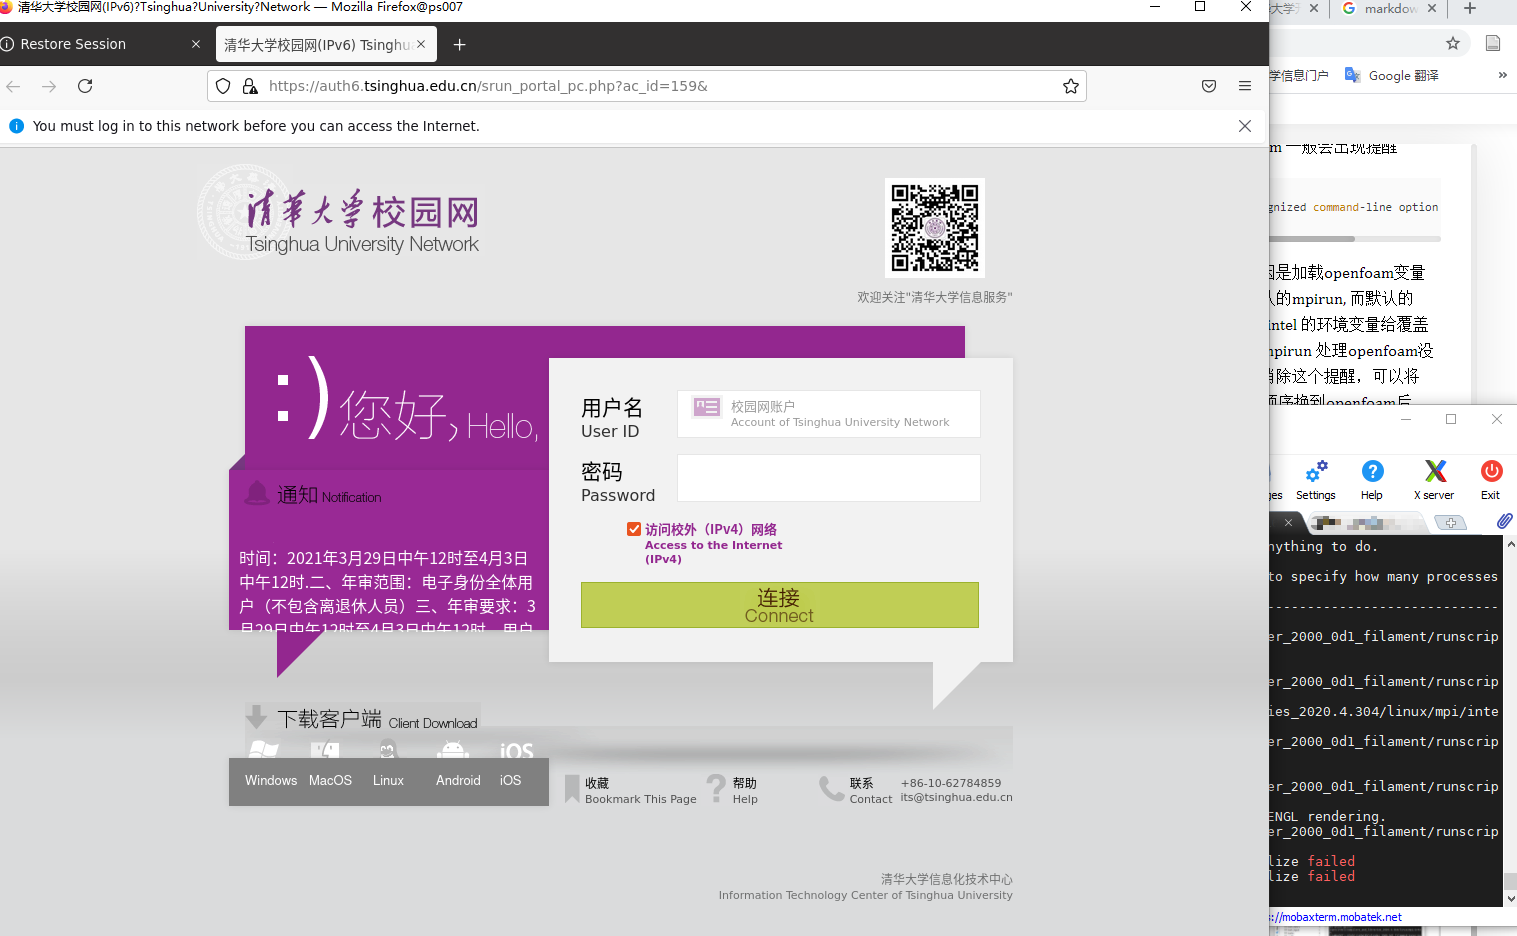 清华大学校园网(IPv6)?Tsinghua?University?Network — Mozilla Firefox@ps007
Restore Session
清华大学校园网(IPv6) Tsinghu
https://auth6.tsinghua.edu.cn/srun_portal_pc.php?ac_id=159&
You must log in to this network before you can access the Internet.
清华大学校园网
Tsinghua University Network
欢迎关注"清华大学信息服务"
:)您好, Hello,
用户名
User ID
校园网账户
Account of Tsinghua University Network
密码
Password
访问校外（IPv4）网络
Access to the Internet
(IPv4)
连接
Connect
通知 Notification
时间：2021年3月29日中午12时至4月3日
中午12时.二、年审范围：电子身份全体用
户（不包含离退休人员）三、年审要求：3
月29日中午12时至4月3日中午12时，用户
下载客户端 Client Download
iOS
Windows MacOS Linux Android iOS
收藏
Bookmark This Page
帮助
Help
联系
Contact
+86-10-62784859
its@tsinghua.edu.cn
清华大学信息化技术中心
Information Technology Center of Tsinghua University
大学
markdow
学信息门户
Google 翻译
»
m 一般会出现提醒
gnized command-line option
因是加载openfoam变量
认的mpirun, 而默认的
intel 的环境变量给覆盖
mpirun 处理openfoam没
消除这个提醒，可以将
顺序换到openfoam后
ges
Settings
Help
X server
Exit
nything to do.
to specify how many processes
------------------------------
er_2000_0d1_filament/runscrip
er_2000_0d1_filament/runscrip
ies_2020.4.304/linux/mpi/inte
er_2000_0d1_filament/runscrip
er_2000_0d1_filament/runscrip
ENGL rendering.
er_2000_0d1_filament/runscrip
lize failed
lize failed
s://mobaxterm.mobatek.net